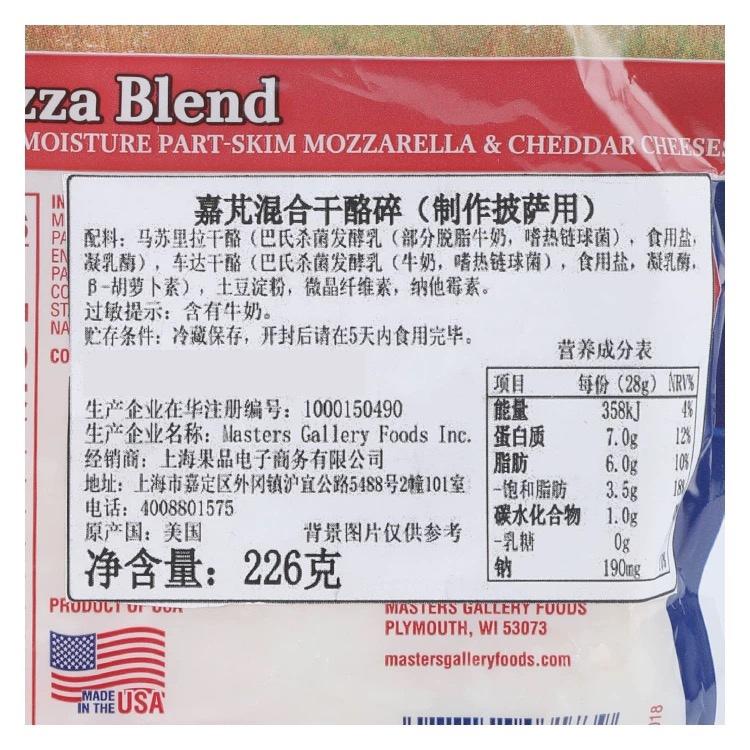 zza Blend
MOISTURE PART-SKIM MOZZARELLA & CHEDDAR CHEESES
嘉芃混合干酪碎（制作披萨用）
配料：马苏里拉干酪（巴氏杀菌发酵乳（部分脱脂牛奶，嗜热链球菌），食用盐，
凝乳酶），车达干酪（巴氏杀菌发酵乳（牛奶，嗜热链球菌），食用盐，凝乳酶，
β-胡萝卜素），土豆淀粉，微晶纤维素，纳他霉素。
过敏提示：含有牛奶。
贮存条件：冷藏保存，开封后请在5天内食用完毕。
生产企业在华注册编号：1000150490
生产企业名称：Masters Gallery Foods Inc.
经销商：上海果品电子商务有限公司
地址：上海市嘉定区外冈镇沪宜公路5488号2幢101室
电话：4008801575
原产国：美国 背景图片仅供参考
净含量：226克
营养成分表
项目 每份（28g） NRV%
能量 358kJ 4%
蛋白质 7.0g 12%
脂肪 6.0g 10%
-饱和脂肪 3.5g 18%
碳水化合物 1.0g
-乳糖 0g
钠 190mg
IN
M
PA
EN
PA
CO
ST
NA
CO
PRODUCT OF USA
MADE
IN THE USA
MASTERS GALLERY FOODS
PLYMOUTH, WI 53073
mastersgalleryfoods.com
018